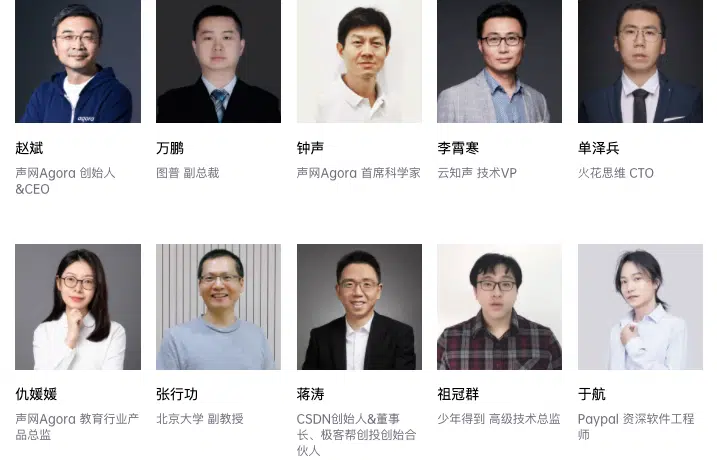 agora
赵斌
万鹏
钟声
李霄寒
单泽兵
声网Agora 创始人
&CEO
图普 副总裁
声网Agora 首席科学家
云知声 技术VP
火花思维 CTO
仇媛媛
张行功
蒋涛
祖冠群
于航
声网Agora 教育行业产
品总监
北京大学 副教授
CSDN创始人&董事
长、极客帮创投创始合
伙人
少年得到 高级技术总监
Paypal 资深软件工程
师